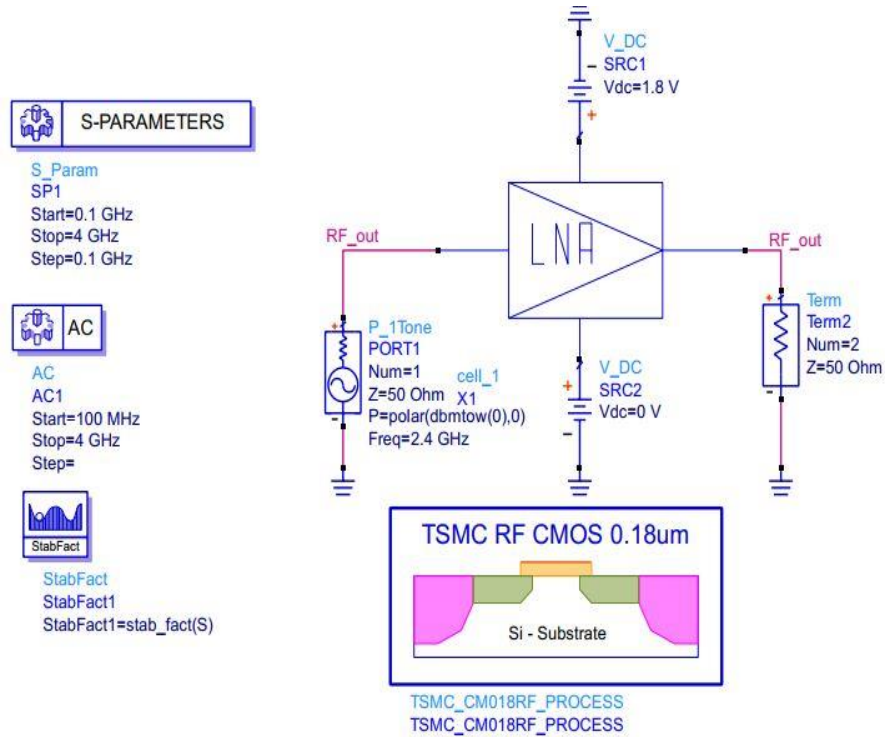 S-PARAMETERS
S_Param
SP1
Start=0.1 GHz
Stop=4 GHz
Step=0.1 GHz
AC
AC
AC1
Start=100 MHz
Stop=4 GHz
Step=
StabFact
StabFact
StabFact1
StabFact1=stab_fact(S)
V_DC
SRC1
Vdc=1.8 V
RF_out
LNA
RF_out
P_1Tone
PORT1
Num=1
Z=50 Ohm
P=polar(dbmtow(0),0)
Freq=2.4 GHz
cell_1
X1
V_DC
SRC2
Vdc=0 V
Term
Term2
Num=2
Z=50 Ohm
TSMC RF CMOS 0.18um
Si - Substrate
TSMC_CM018RF_PROCESS
TSMC_CM018RF_PROCESS